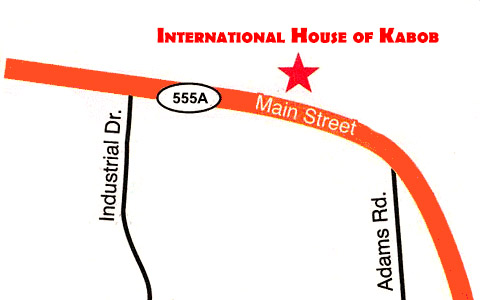 INTERNATIONAL HOUSE OF KABOB
555A
Main Street
Industrial Dr.
Adams Rd.